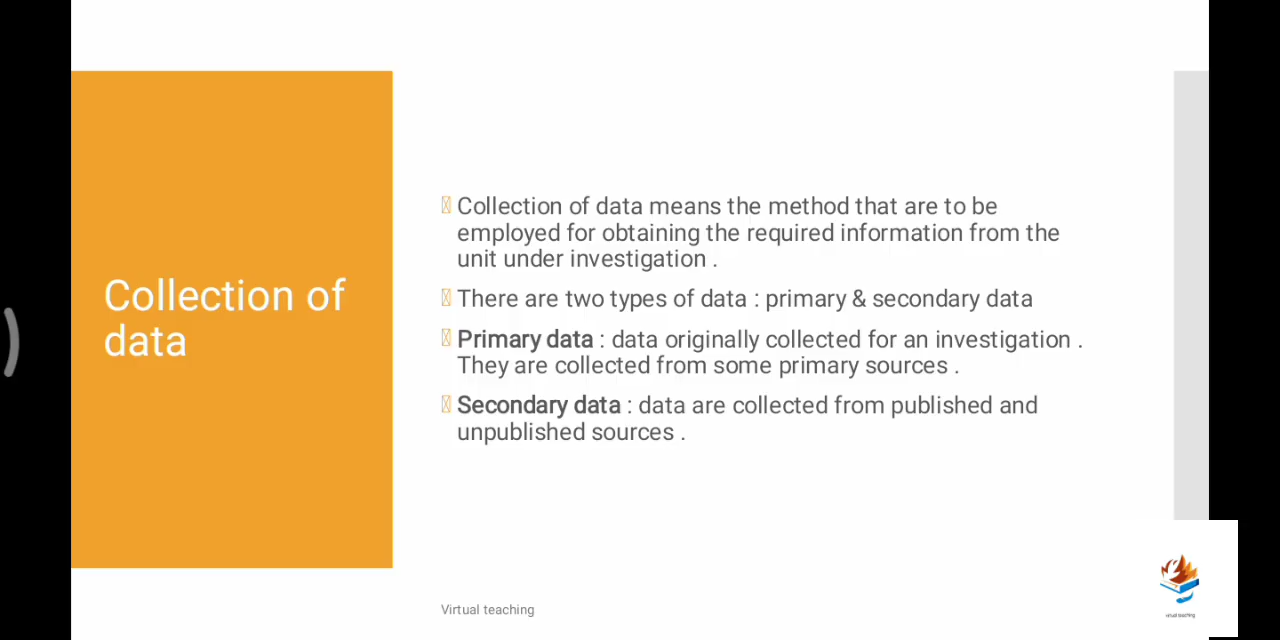 Collection of
data
Collection of data means the method that are to be
employed for obtaining the required information from the
unit under investigation .
There are two types of data : primary & secondary data
Primary data : data originally collected for an investigation .
They are collected from some primary sources .
Secondary data : data are collected from published and
unpublished sources .
Virtual teaching
virtual teaching